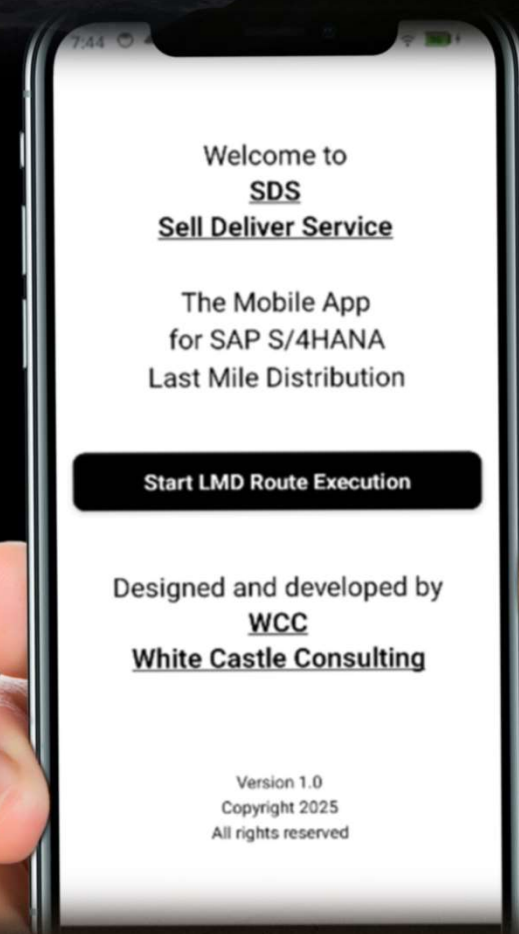 7:44
Welcome to
SDS
Sell Deliver Service
The Mobile App
for SAP S/4HANA
Last Mile Distribution
Start LMD Route Execution
Designed and developed by
WCC
White Castle Consulting
Version 1.0
Copyright 2025
All rights reserved